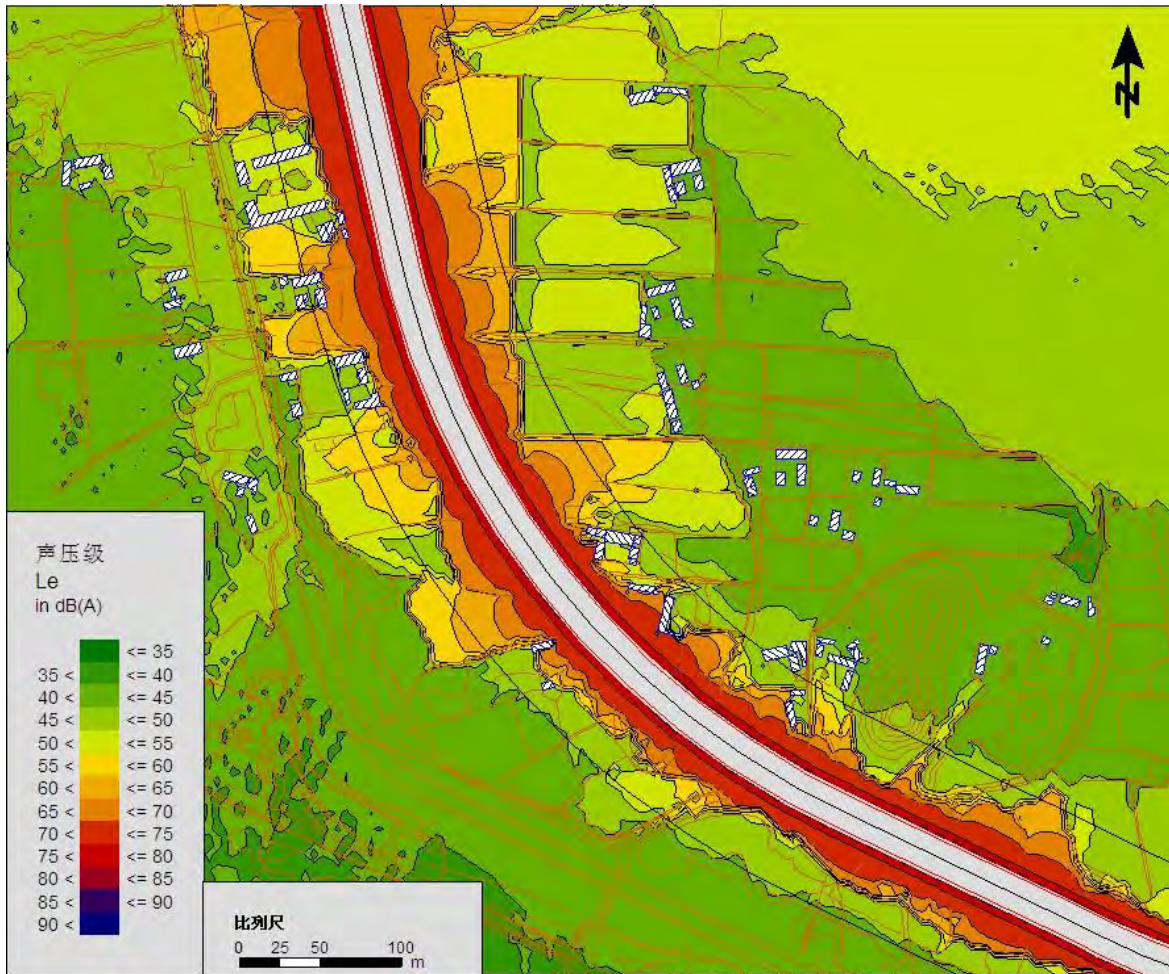 N
声压级
Le
in dB(A)
<= 35
35 < <= 40
40 < <= 45
45 < <= 50
50 < <= 55
55 < <= 60
60 < <= 65
65 < <= 70
70 < <= 75
75 < <= 80
80 < <= 85
85 < <= 90
90 <
比列尺
0 25 50 100
m